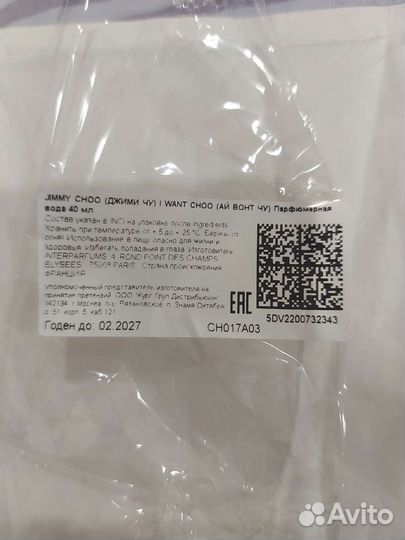 JIMMY CHOO (ДЖИМИ ЧУ) I WANT CHOO (АЙ ВОНТ ЧУ) Парфюмерная
вода 40 мл
Состав указан в INCI на упаковке после Ingredients.
Хранить при температуре от + 5 до + 25 °С. Беречь от
огня! Использование в пищу опасно для жизни и
здоровья. Избегать попадания в глаза. Изготовитель
INTERPARFUMS 4, ROND POINT DES CHAMPS
ELYSEES 75008 PARIS. Страна происхождения
ФРАНЦИЯ
Уполномоченный представитель изготовителя на
принятие претензий: ООО "Курс Груп Дистрибьюшн"
142134, г Москва, п-с Рязановское, п. Знамя Октября,
д. 51, корп. 5, каб 121
EAC
Годен до: 02.2027
CH017A03
5DV2200732343
Avito